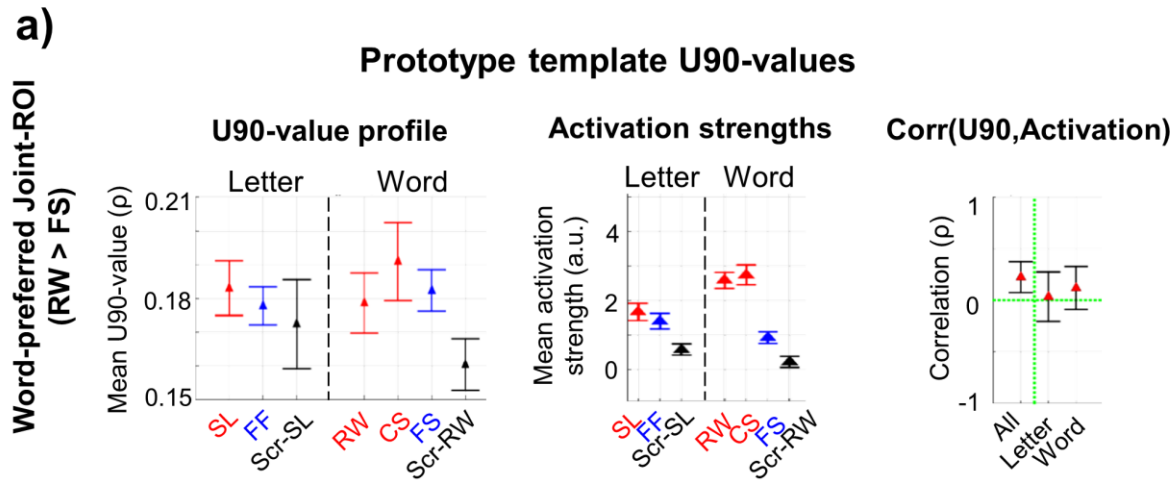 a)
Prototype template U90-values
Word-preferred Joint-ROI
(RW > FS)
U90-value profile
Letter Word
Mean U90-value (ρ)
0.21
0.18
0.15
SL FF Scr-SL RW CS FS Scr-RW
Activation strengths
Letter Word
Mean activation
strength (a.u.)
4
2
0
SL FF Scr-SL RW CS FS Scr-RW
Corr(U90,Activation)
Correlation (ρ)
1
0
-1
All Letter Word